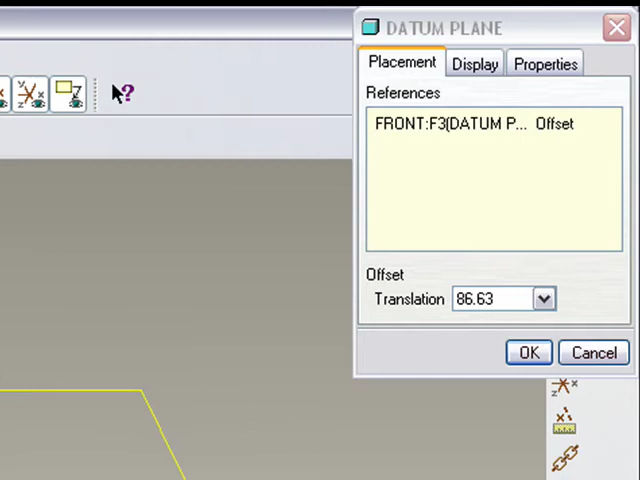 DATUM PLANE
Placement Display Properties
References
FRONT:F3(DATUM P... Offset
Offset
Translation 86.63
OK Cancel